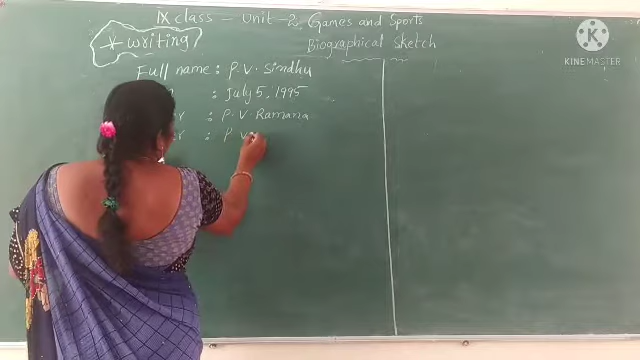 IX class - Unit - 2. Games and Sports
V-writing
Biographical Sketch
Full name : P.V. Sindhu
: July 5, 1995
: P.V Ramana
: P V
KINEMASTER